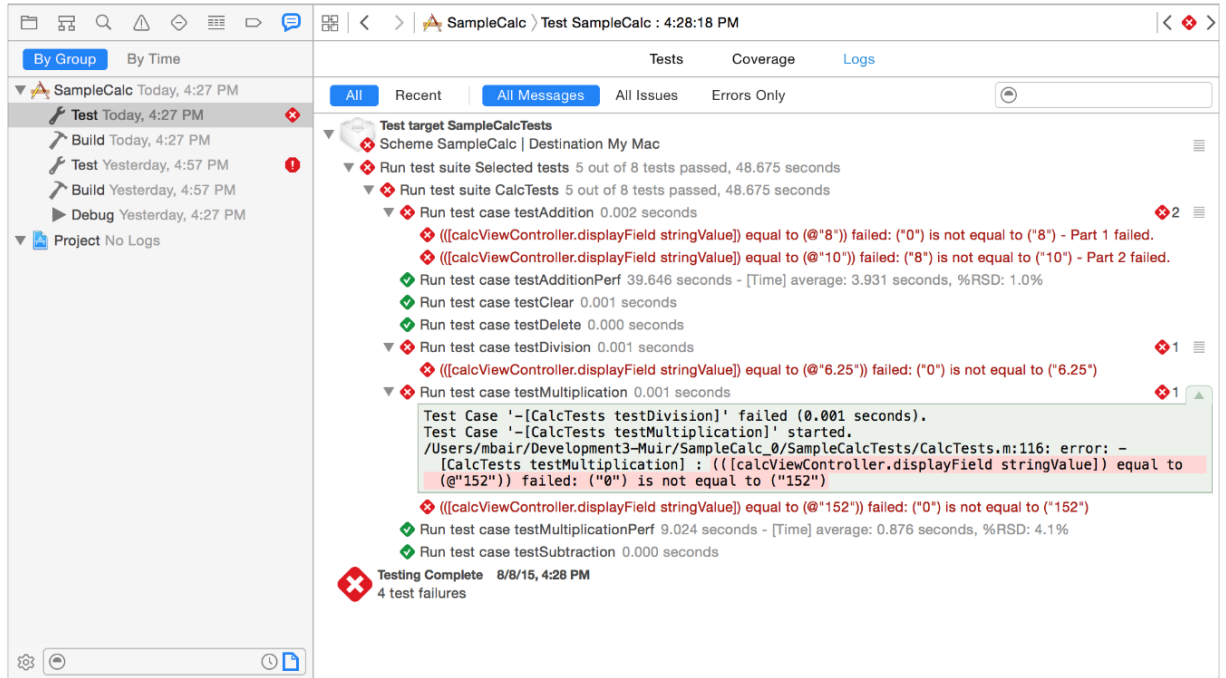 SampleCalc Test SampleCalc : 4:28:18 PM
By Group By Time
Tests Coverage Logs
SampleCalc Today, 4:27 PM
Test Today, 4:27 PM
Build Today, 4:27 PM
Test Yesterday, 4:57 PM
Build Yesterday, 4:57 PM
Debug Yesterday, 4:27 PM
Project No Logs
All Recent All Messages All Issues Errors Only
Test target SampleCalcTests
Scheme SampleCalc | Destination My Mac
Run test suite Selected tests 5 out of 8 tests passed, 48.675 seconds
Run test suite CalcTests 5 out of 8 tests passed, 48.675 seconds
Run test case testAddition 0.002 seconds 2
(([calcViewController.displayField stringValue]) equal to (@"8")) failed: ("0") is not equal to ("8") - Part 1 failed.
(([calcViewController.displayField stringValue]) equal to (@"10")) failed: ("8") is not equal to ("10") - Part 2 failed.
Run test case testAdditionPerf 39.646 seconds - [Time] average: 3.931 seconds, %RSD: 1.0%
Run test case testClear 0.001 seconds
Run test case testDelete 0.000 seconds
Run test case testDivision 0.001 seconds 1
(([calcViewController.displayField stringValue]) equal to (@"6.25")) failed: ("0") is not equal to ("6.25")
Run test case testMultiplication 0.001 seconds 1
Test Case '-[CalcTests testDivision]' failed (0.001 seconds).
Test Case '-[CalcTests testMultiplication]' started.
/Users/mbair/Development3-Muir/SampleCalc_0/SampleCalcTests/CalcTests.m:116: error: -
[CalcTests testMultiplication] : (([calcViewController.displayField stringValue]) equal to
(@"152")) failed: ("0") is not equal to ("152")
(([calcViewController.displayField stringValue]) equal to (@"152")) failed: ("0") is not equal to ("152")
Run test case testMultiplicationPerf 9.024 seconds - [Time] average: 0.876 seconds, %RSD: 4.1%
Run test case testSubtraction 0.000 seconds
Testing Complete 8/8/15, 4:28 PM
4 test failures